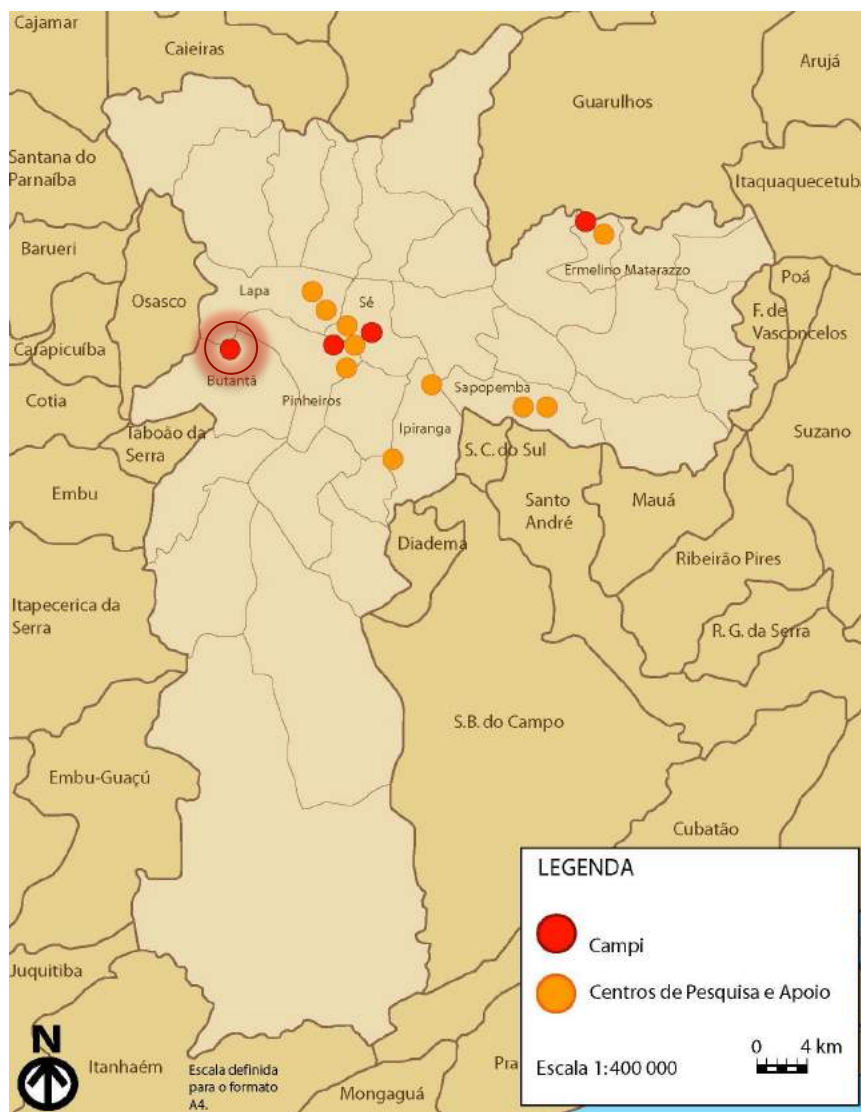 Cajamar
Caieiras
Arujá
Guarulhos
Santana do
Parnaíba
Itaquaquecetuba
Barueri
Ermelino Matarazzo
Poá
Lapa
Sé
Osasco
F. de
Vasconcelos
Carapicuíba
Butantã
Sapopemba
Cotia
Pinheiros
Ipiranga
Taboão da
Serra
S. C. do Sul
Suzano
Embu
Santo
André
Mauá
Diadema
Ribeirão Pires
Itapecerica da
Serra
R. G. da Serra
S.B. do Campo
Embu-Guaçú
Cubatão
LEGENDA
Campi
Juquitiba
Centros de Pesquisa e Apoio
N
0 4 km
Itanhaém
Escala definida
para o formato
A4.
Pra
Escala 1:400 000
Mongaguá